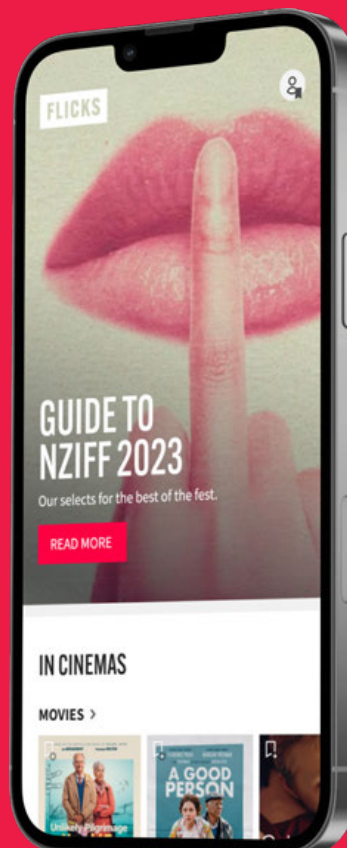 FLICKS
GUIDE TO
NZIFF 2023
Our selects for the best of the fest.
READ MORE
IN CINEMAS
MOVIES >
Unlikely Pilgrimage
A GOOD
PERSON